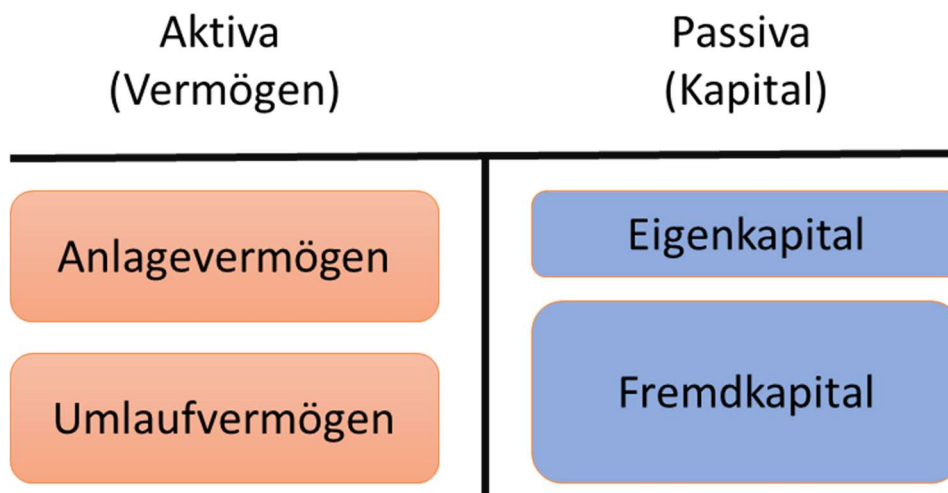 Aktiva
(Vermögen)
Passiva
(Kapital)
Anlagevermögen
Umlaufvermögen
Eigenkapital
Fremdkapital